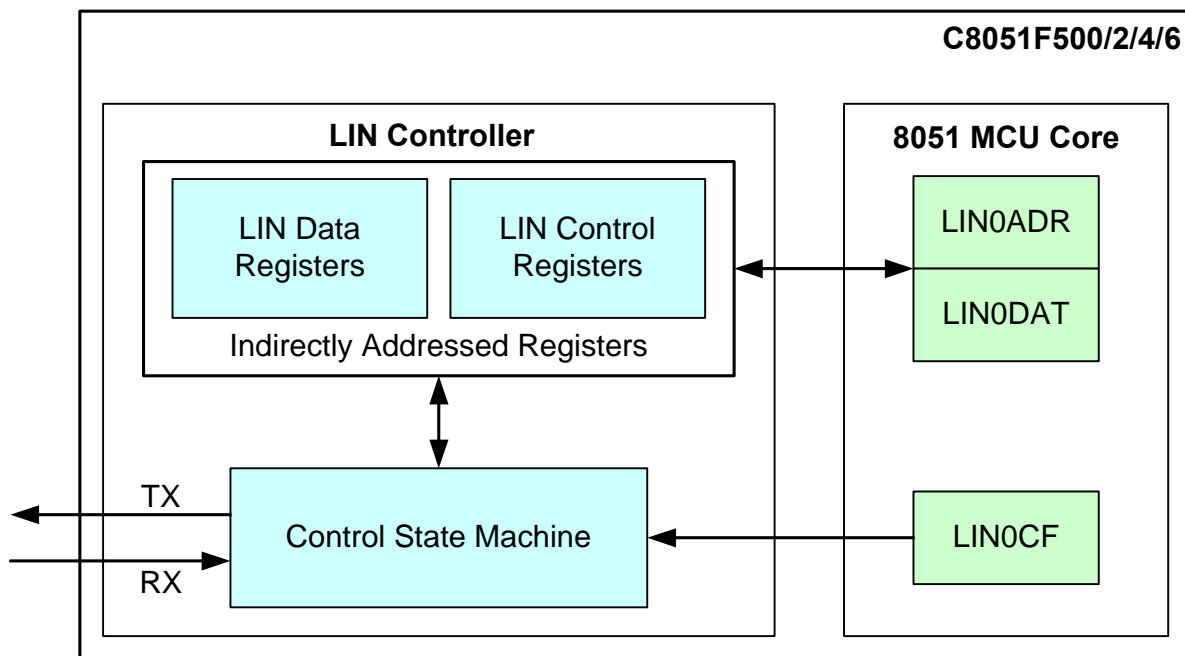 C8051F500/2/4/6
LIN Controller
8051 MCU Core
LIN Data
Registers
LIN Control
Registers
Indirectly Addressed Registers
LIN0ADR
LIN0DAT
TX
RX
Control State Machine
LIN0CF